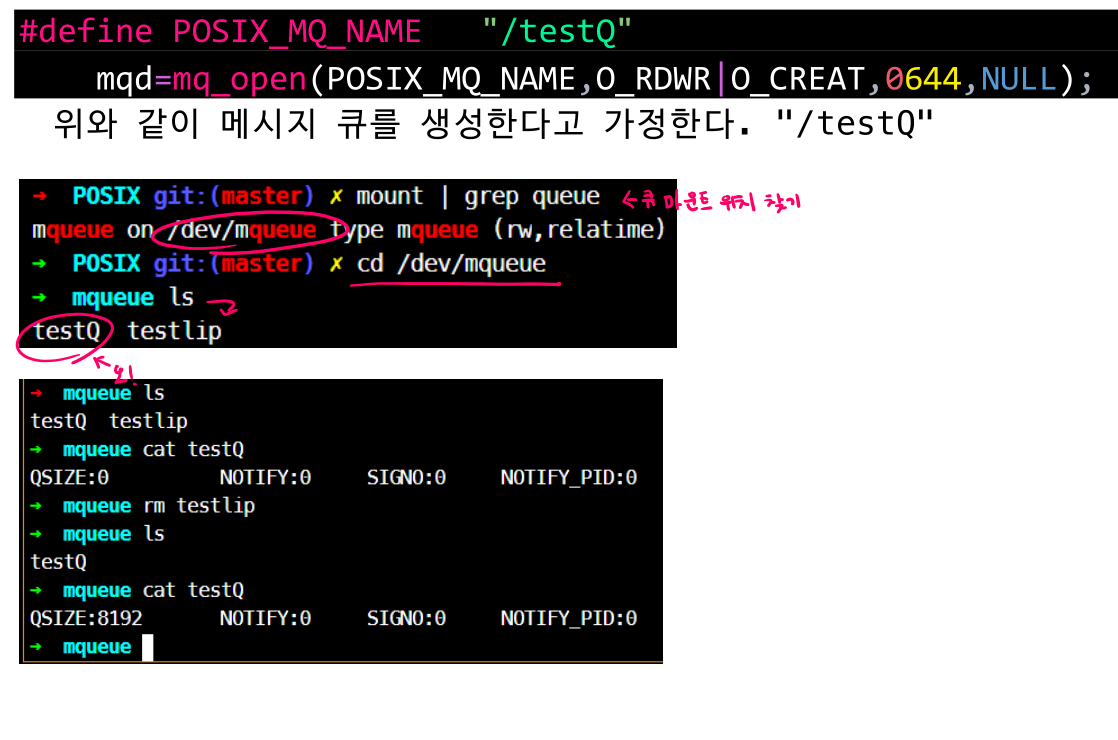 #define POSIX_MQ_NAME "/testQ"
mqd=mq_open(POSIX_MQ_NAME,O_RDWR|O_CREAT,0644,NULL);
위와 같이 메시지 큐를 생성한다고 가정한다. "/testQ"
→ POSIX git:(master) ✗ mount | grep queue ←큐 마운트 위치 찾기
mqueue on /dev/mqueue type mqueue (rw,relatime)
→ POSIX git:(master) ✗ cd /dev/mqueue
→ mqueue ls
testQ testlip
→ mqueue ls
testQ testlip
→ mqueue cat testQ
QSIZE:0 NOTIFY:0 SIGNO:0 NOTIFY_PID:0
→ mqueue rm testlip
→ mqueue ls
testQ
→ mqueue cat testQ
QSIZE:8192 NOTIFY:0 SIGNO:0 NOTIFY_PID:0
→ mqueue